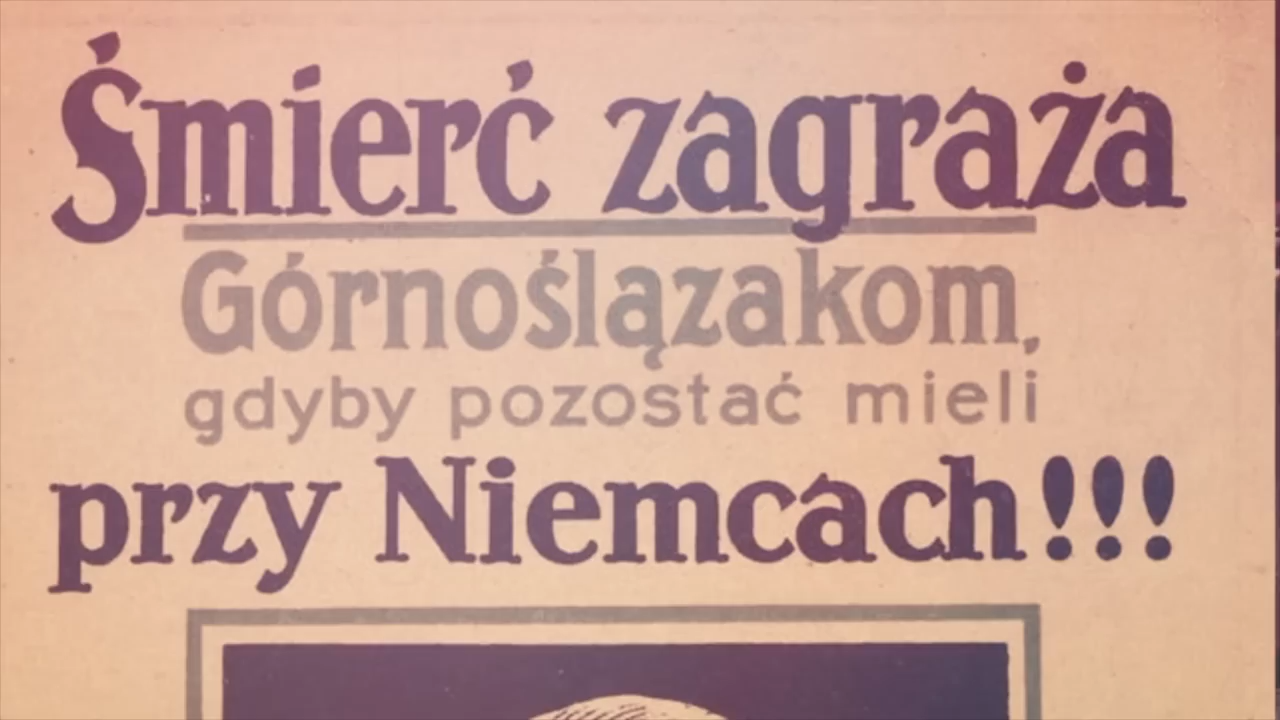 Śmierć zagraża
Górnoślązakom,
gdyby pozostać mieli
przy Niemcach!!!